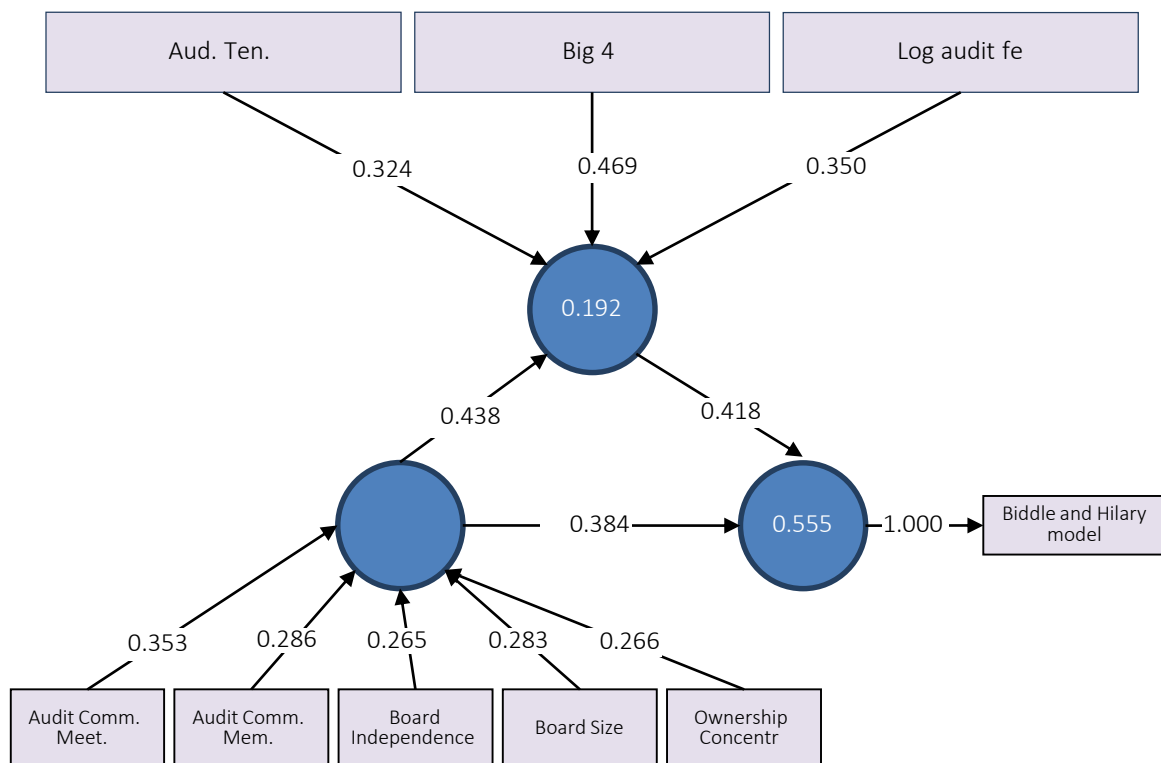 Aud. Ten.
Big 4
Log audit fe
0.324
0.469
0.350
0.192
0.438
0.418
0.384
0.555
1.000
Biddle and Hilary
model
0.353
0.286
0.265
0.283
0.266
Audit Comm.
Meet.
Audit Comm.
Mem.
Board
Independence
Board Size
Ownership
Concentr